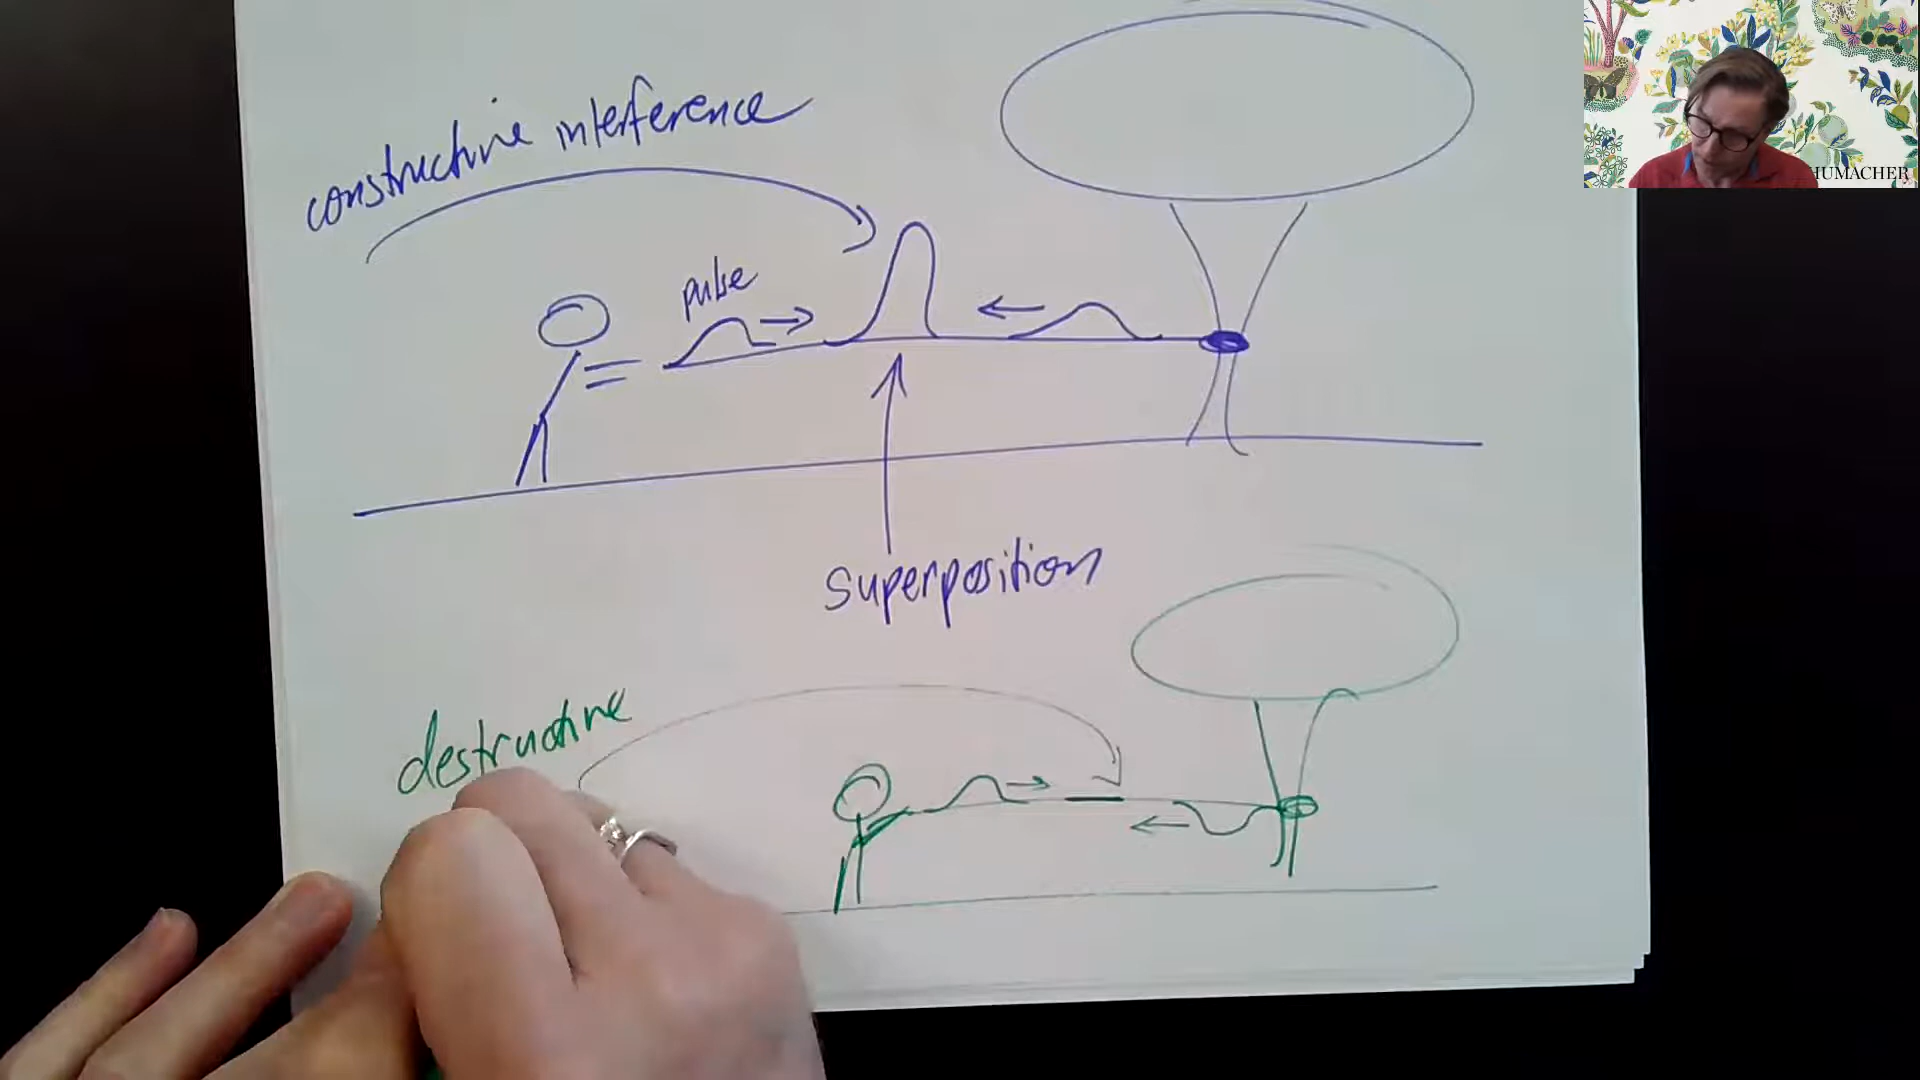 constructive interference
pulse
superposition
destructive
HUMACHER